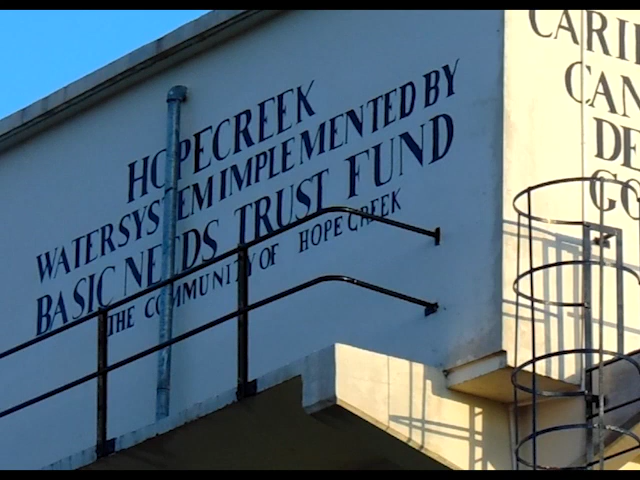 HOPECREEK
WATERSYSTEM IMPLEMENTED BY
BASIC NEEDS TRUST FUND
THE COMMUNITY OF HOPE CREEK